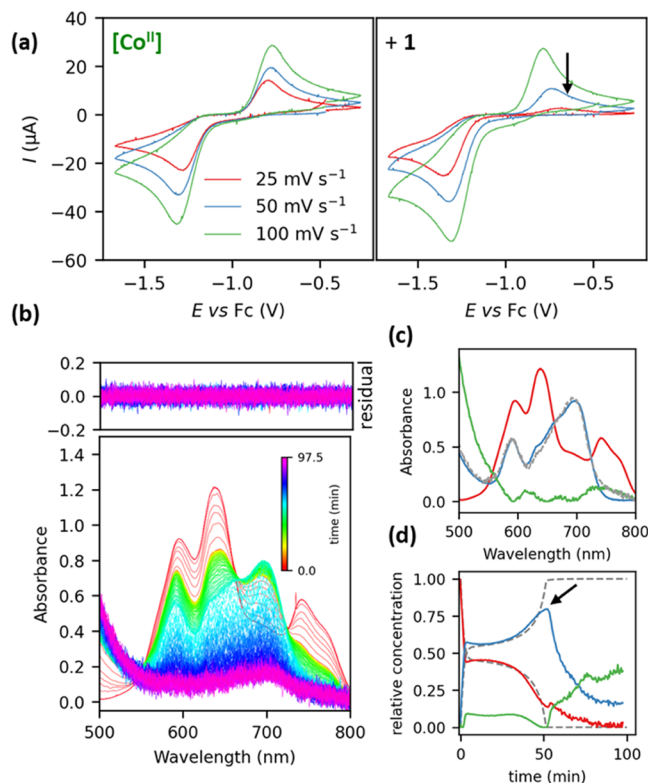 (a)
[Coᴵᴵ]
+ 1
40
20
0
−20
−40
−60
I (μA)
25 mV s⁻¹
50 mV s⁻¹
100 mV s⁻¹
−1.5 −1.0 −0.5
−1.5 −1.0 −0.5
E vs Fc (V)
E vs Fc (V)
(b)
0.2
0.0
−0.2
residual
1.4
1.2
1.0
0.8
0.6
0.4
0.2
0.0
Absorbance
97.5
time (min)
0.0
500 600 700 800
Wavelength (nm)
(c)
1.0
0.5
0.0
Absorbance
500 600 700 800
Wavelength (nm)
(d)
1.00
0.75
0.50
0.25
0.00
relative concentration
0 50 100
time (min)